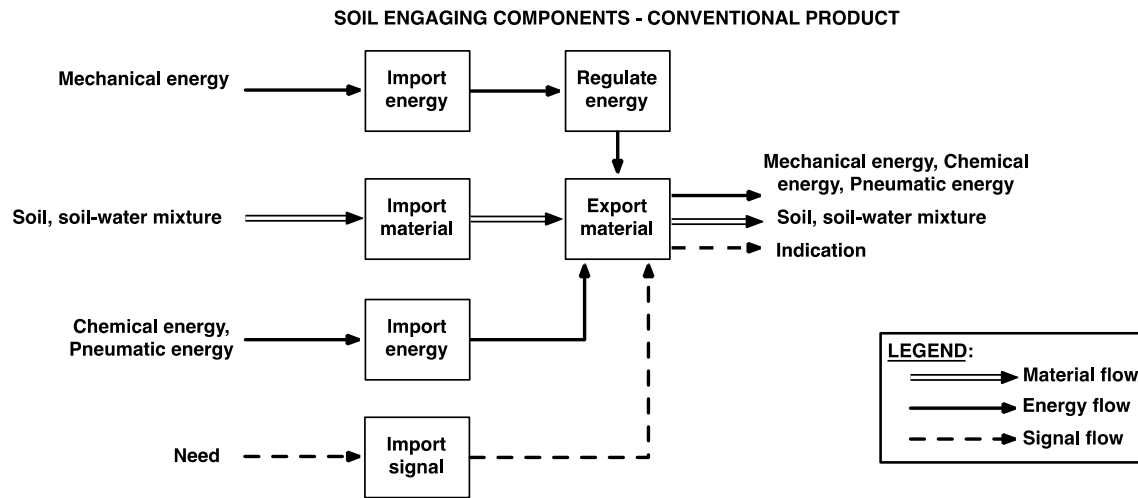 SOIL ENGAGING COMPONENTS - CONVENTIONAL PRODUCT
Mechanical energy
Import
energy
Regulate
energy
Soil, soil-water mixture
Import
material
Export
material
Mechanical energy, Chemical
energy, Pneumatic energy
Soil, soil-water mixture
Indication
Chemical energy,
Pneumatic energy
Import
energy
Need
Import
signal
LEGEND:
Material flow
Energy flow
Signal flow